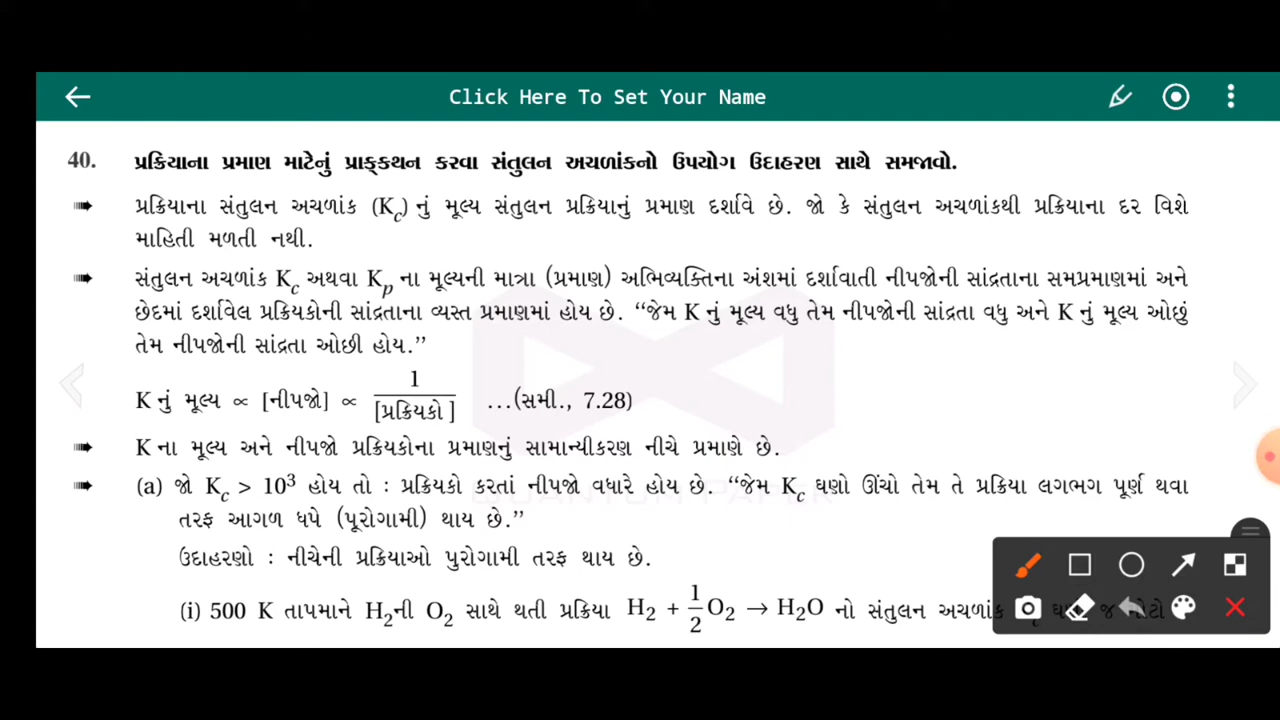 Click Here To Set Your Name
40. પ્રક્રિયાના પ્રમાણ માટેનું પ્રાક્કથન કરવા સંતુલન અચળાંકનો ઉપયોગ ઉદાહરણ સાથે સમજાવો.
➠ પ્રક્રિયાના સંતુલન અચળાંક (Kc) નું મૂલ્ય સંતુલન પ્રક્રિયાનું પ્રમાણ દર્શાવે છે. જો કે સંતુલન અચળાંકથી પ્રક્રિયાના દર વિશે
માહિતી મળતી નથી.
➠ સંતુલન અચળાંક Kc અથવા Kp ના મૂલ્યની માત્રા (પ્રમાણ) અભિવ્યક્તિના અંશમાં દર્શાવાતી નીપજોની સાંદ્રતાના સમપ્રમાણમાં અને
છેદમાં દર્શાવેલ પ્રક્રિયકોની સાંદ્રતાના વ્યસ્ત પ્રમાણમાં હોય છે. “જેમ K નું મૂલ્ય વધુ તેમ નીપજોની સાંદ્રતા વધુ અને K નું મૂલ્ય ઓછું
તેમ નીપજોની સાંદ્રતા ઓછી હોય.”
K નું મૂલ્ય ∝ [નીપજો] ∝ 1/[પ્રક્રિયકો ] ...(સમી., 7.28)
➠ K ના મૂલ્ય અને નીપજો પ્રક્રિયકોના પ્રમાણનું સામાન્યીકરણ નીચે પ્રમાણે છે.
➠ (a) જો Kc > 10³ હોય તો : પ્રક્રિયકો કરતાં નીપજો વધારે હોય છે. “જેમ Kc ઘણો ઊંચો તેમ તે પ્રક્રિયા લગભગ પૂર્ણ થવા
તરફ આગળ ધપે (પૂરોગામી) થાય છે.”
ઉદાહરણો : નીચેની પ્રક્રિયાઓ પુરોગામી તરફ થાય છે.
(i) 500 K તાપમાને H₂ની O₂ સાથે થતી પ્રક્રિયા H₂ + 1/2 O₂ → H₂O નો સંતુલન અચળાંક
QUANTUM PAPER